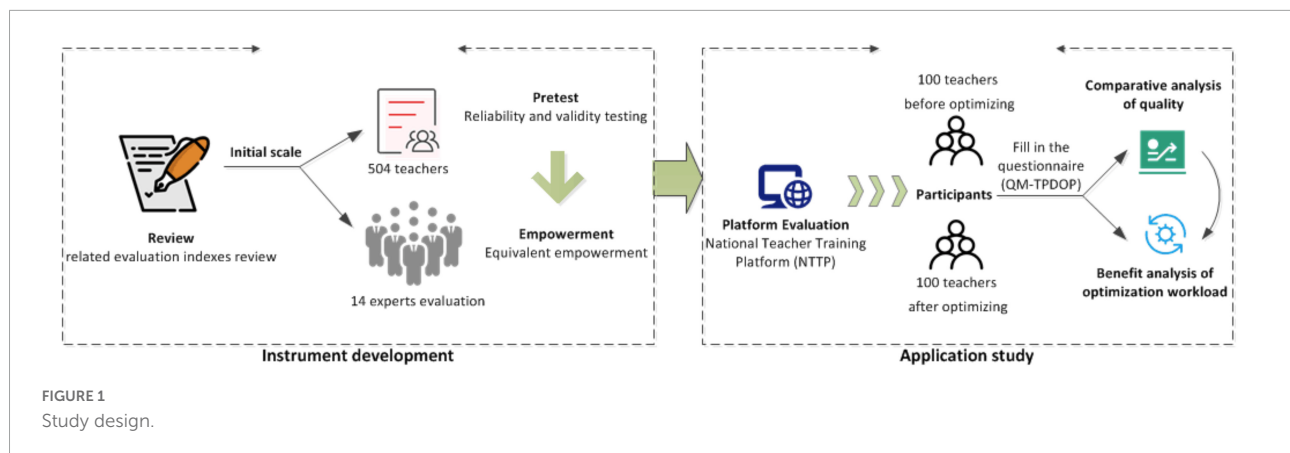 Initial scale
504 teachers
Pretest
Reliability and validity testing
Review
related evaluation indexes review
14 experts evaluation
Empowerment
Equivalent empowerment
Instrument development
Platform Evaluation
National Teacher Training
Platform (NTTP)
100 teachers
before optimizing
Participants
100 teachers
after optimizing
Fill in the
questionnaire
(QM-TPDOP)
Comparative analysis
of quality
Benefit analysis of
optimization workload
Application study
FIGURE 1
Study design.